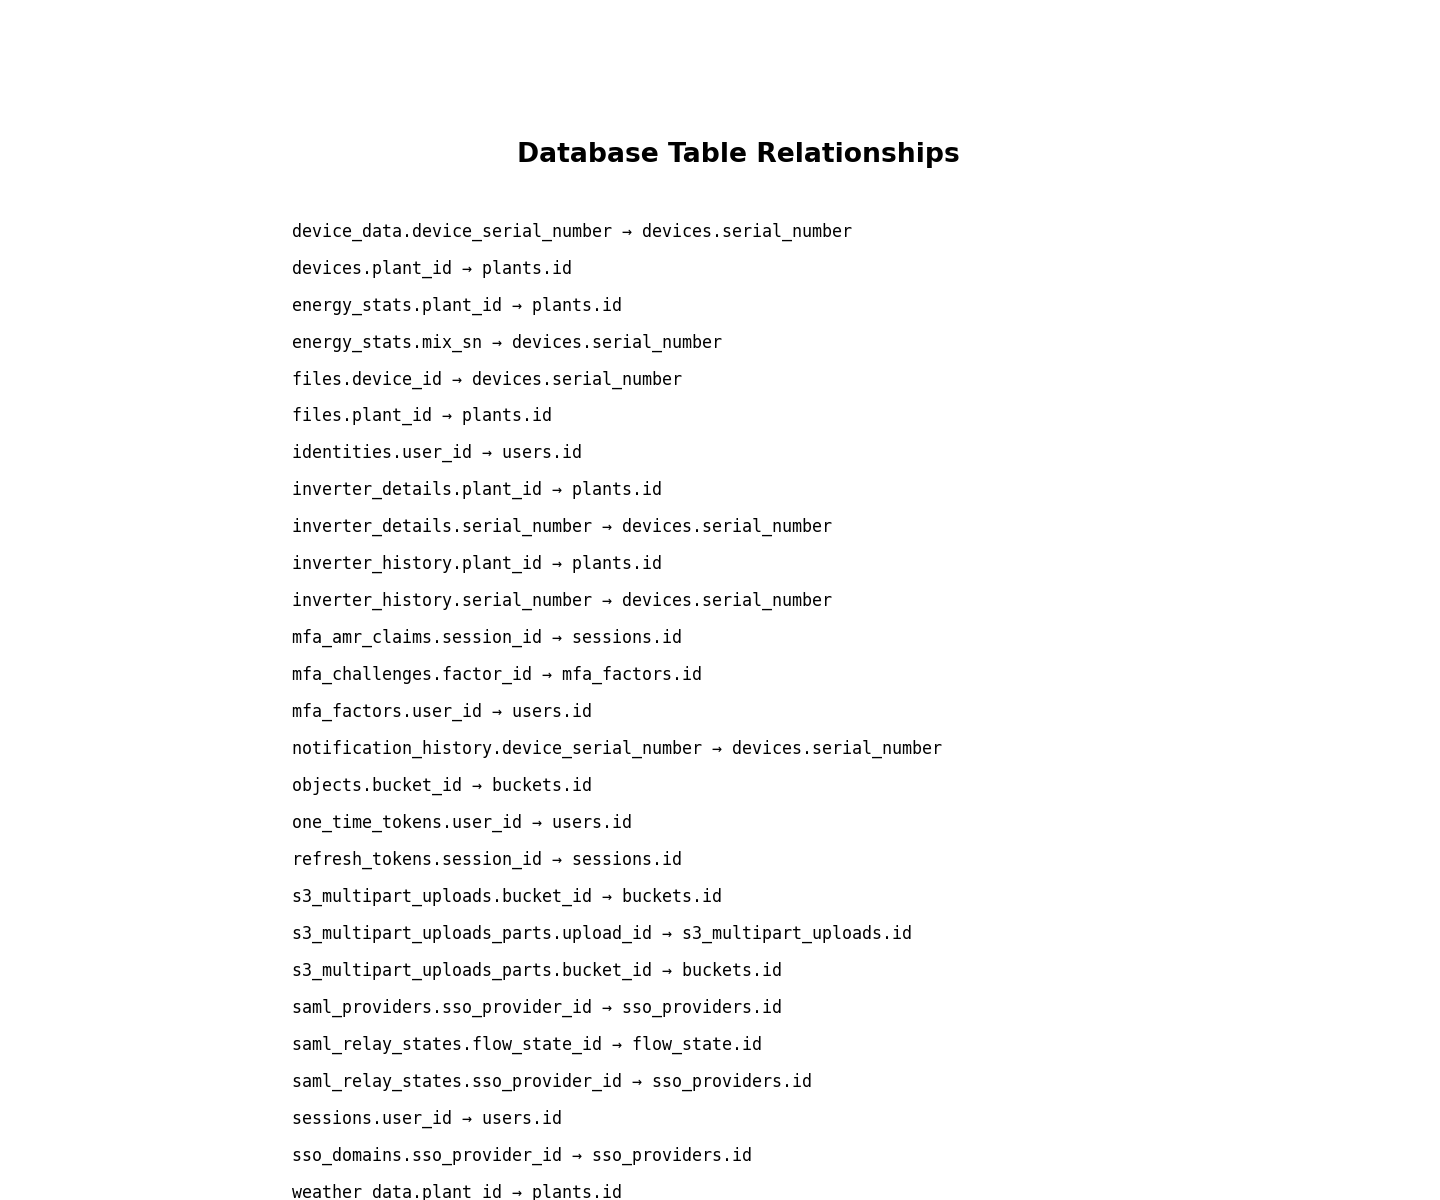 Database Table Relationships
device_data.device_serial_number → devices.serial_number
devices.plant_id → plants.id
energy_stats.plant_id → plants.id
energy_stats.mix_sn → devices.serial_number
files.device_id → devices.serial_number
files.plant_id → plants.id
identities.user_id → users.id
inverter_details.plant_id → plants.id
inverter_details.serial_number → devices.serial_number
inverter_history.plant_id → plants.id
inverter_history.serial_number → devices.serial_number
mfa_amr_claims.session_id → sessions.id
mfa_challenges.factor_id → mfa_factors.id
mfa_factors.user_id → users.id
notification_history.device_serial_number → devices.serial_number
objects.bucket_id → buckets.id
one_time_tokens.user_id → users.id
refresh_tokens.session_id → sessions.id
s3_multipart_uploads.bucket_id → buckets.id
s3_multipart_uploads_parts.upload_id → s3_multipart_uploads.id
s3_multipart_uploads_parts.bucket_id → buckets.id
saml_providers.sso_provider_id → sso_providers.id
saml_relay_states.flow_state_id → flow_state.id
saml_relay_states.sso_provider_id → sso_providers.id
sessions.user_id → users.id
sso_domains.sso_provider_id → sso_providers.id
weather_data.plant_id → plants.id